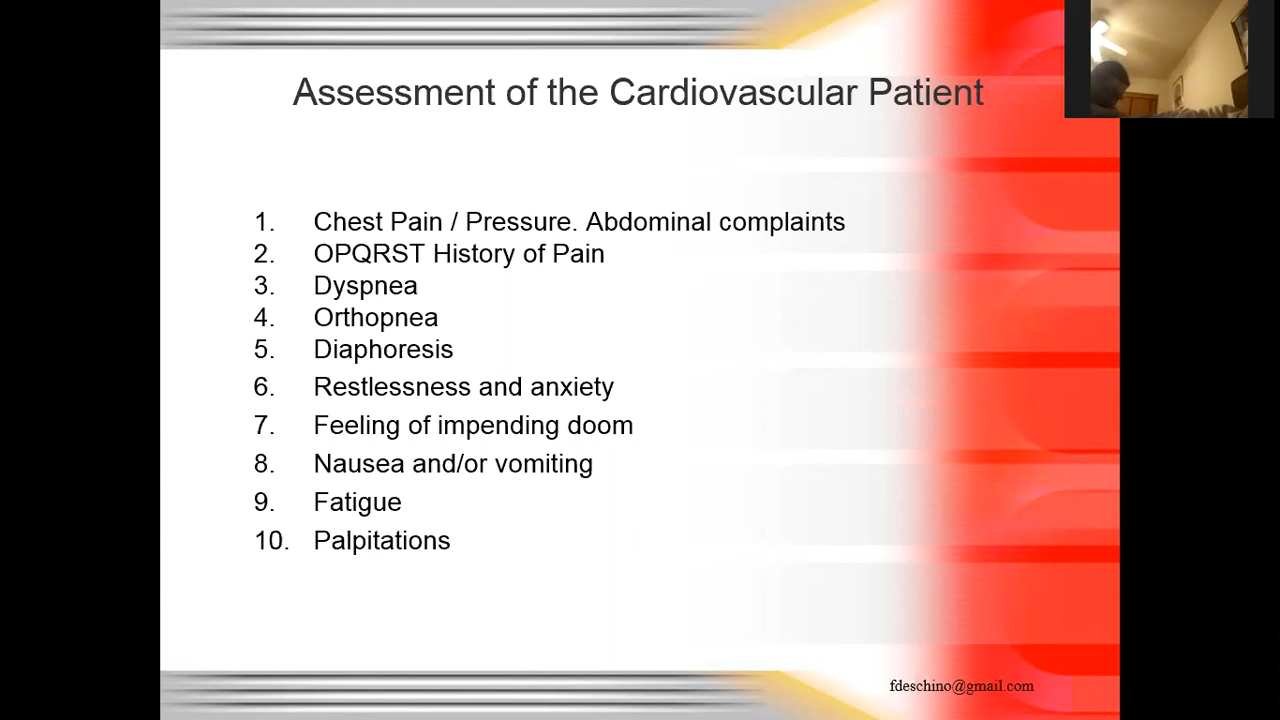 Assessment of the Cardiovascular Patient
1. Chest Pain / Pressure. Abdominal complaints
2. OPQRST History of Pain
3. Dyspnea
4. Orthopnea
5. Diaphoresis
6. Restlessness and anxiety
7. Feeling of impending doom
8. Nausea and/or vomiting
9. Fatigue
10. Palpitations
fdeschino@gmail.com